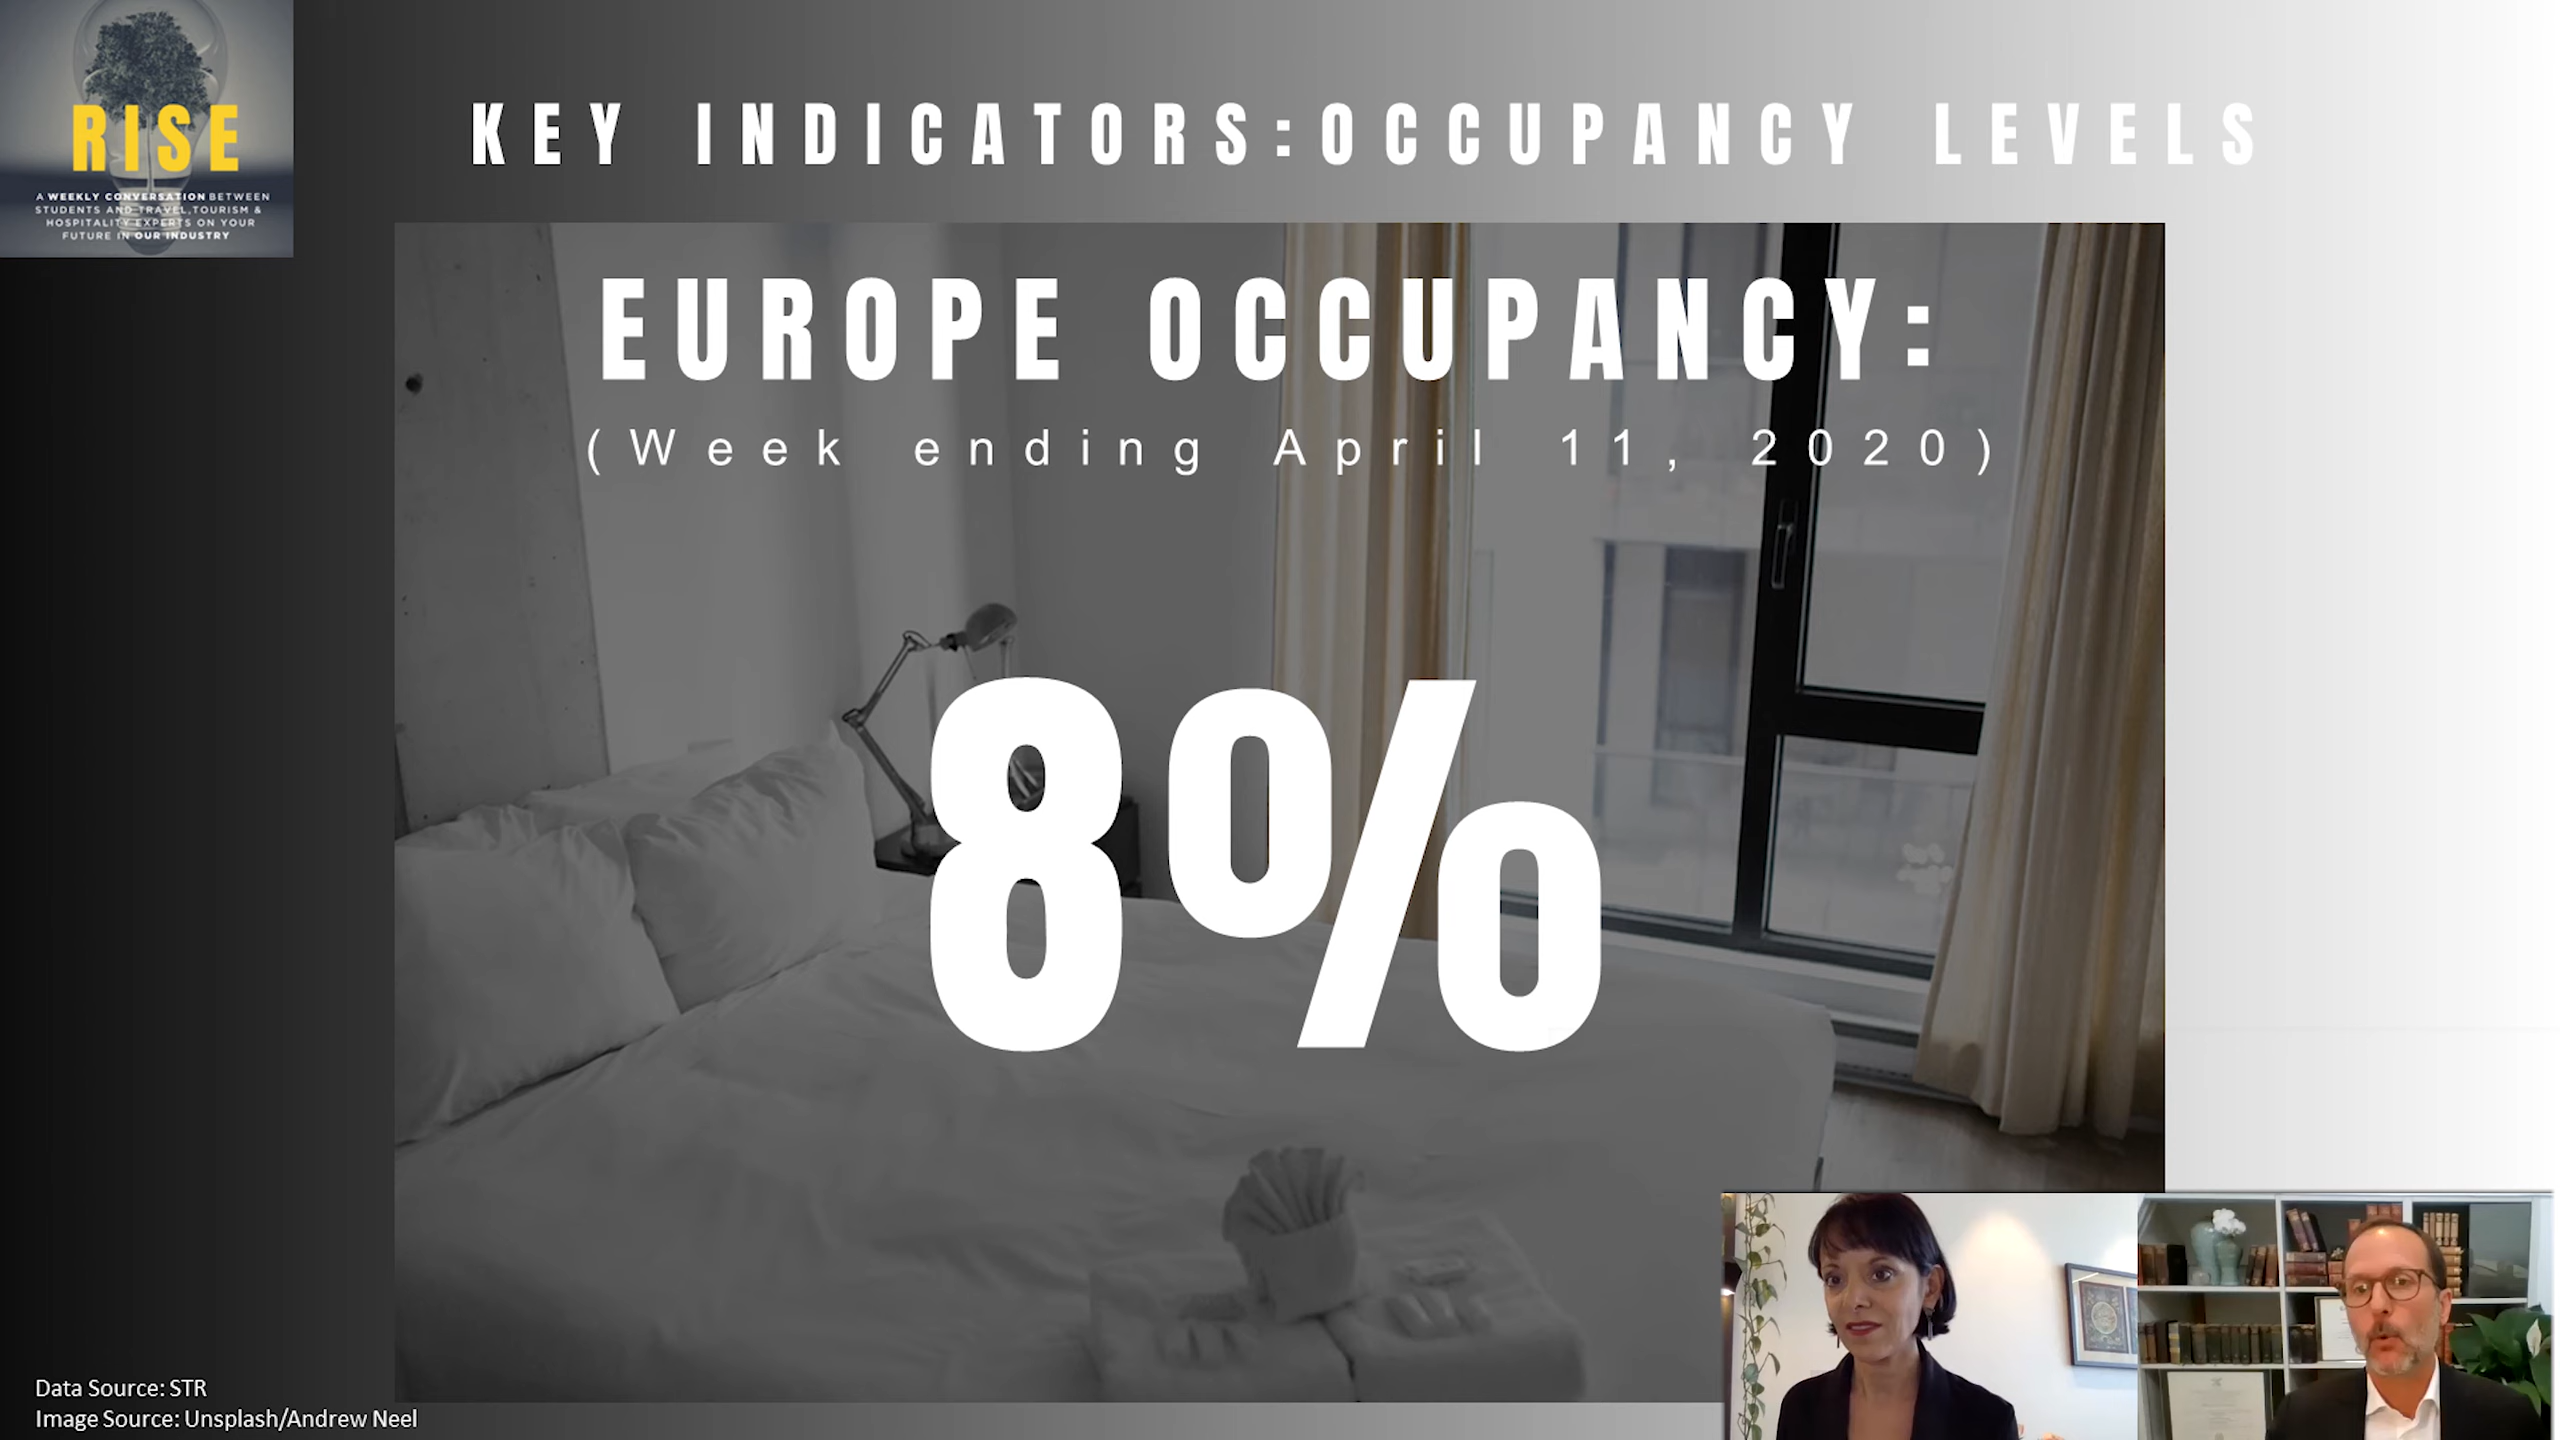 RISE
A WEEKLY CONVERSATION BETWEEN
STUDENTS AND TRAVEL, TOURISM &
HOSPITALITY EXPERTS ON YOUR
FUTURE IN OUR INDUSTRY
KEY INDICATORS:OCCUPANCY LEVELS
EUROPE OCCUPANCY:
(Week ending April 11, 2020)
8%
Data Source: STR
Image Source: Unsplash/Andrew Neel